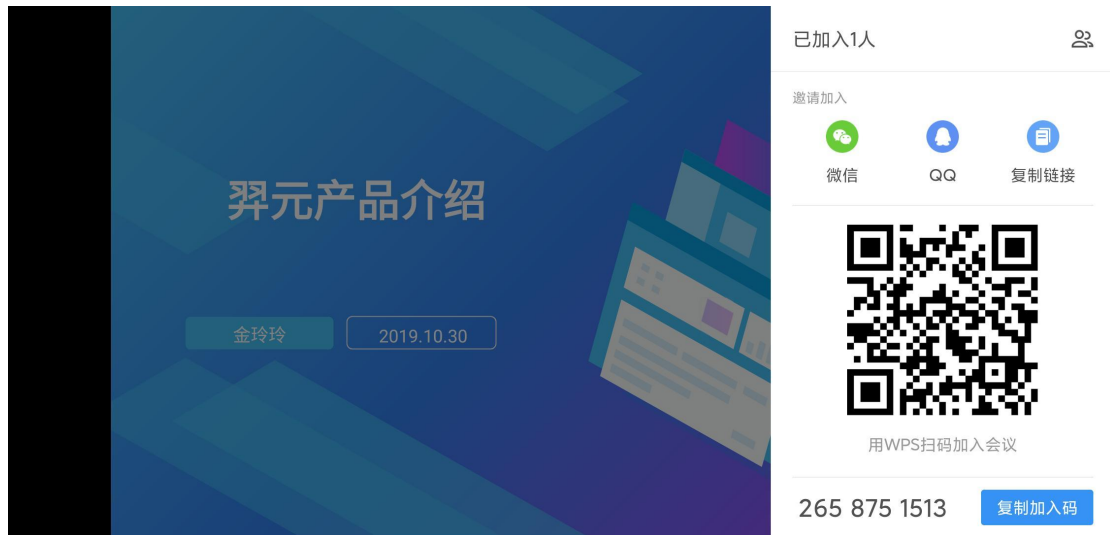 羿元产品介绍
金玲玲
2019.10.30
已加入1人
邀请加入
微信
QQ
复制链接
用WPS扫码加入会议
265 875 1513
复制加入码